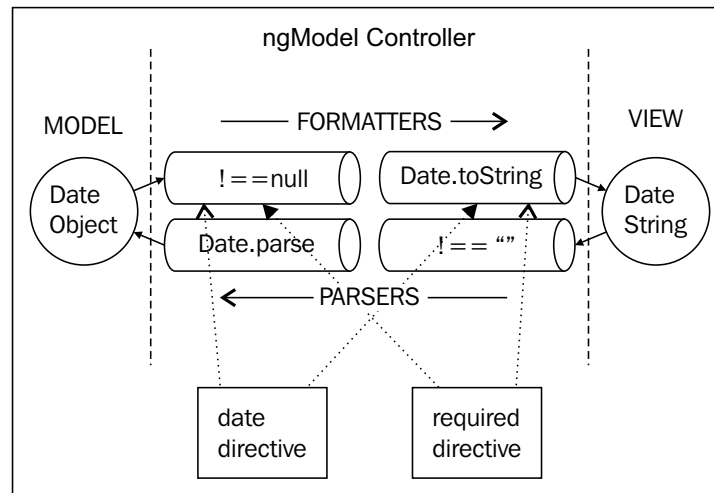 ngModel Controller
MODEL
FORMATTERS
VIEW
Date
Object
! ==null
Date.toString
Date
String
Date.parse
! == “”
PARSERS
date
directive
required
directive